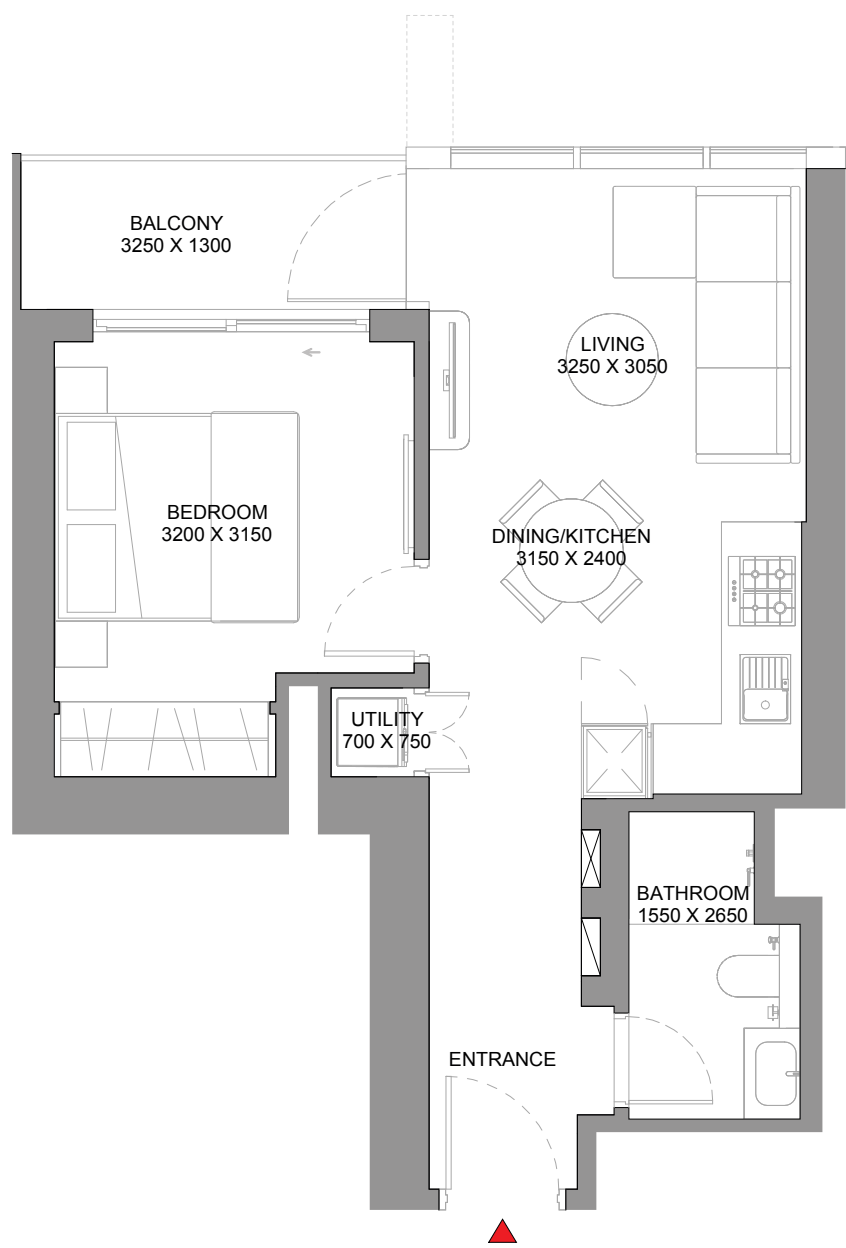 BALCONY
3250 X 1300
LIVING
3250 X 3050
BEDROOM
3200 X 3150
DINING/KITCHEN
3150 X 2400
UTILITY
700 X 750
BATHROOM
1550 X 2650
ENTRANCE